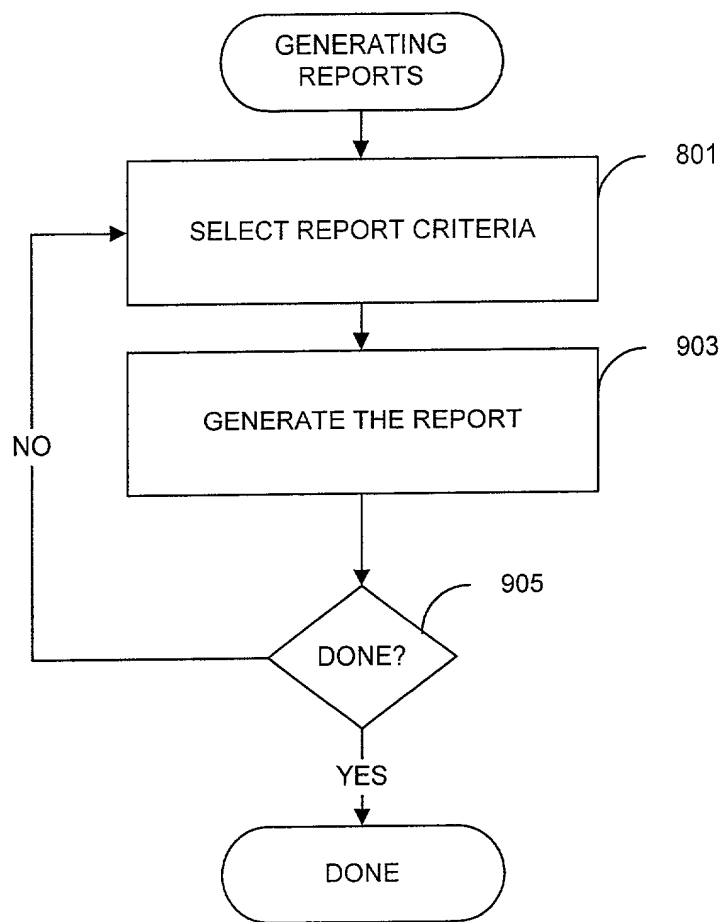 GENERATING
REPORTS
801
SELECT REPORT CRITERIA
903
GENERATE THE REPORT
NO
905
DONE?
YES
DONE